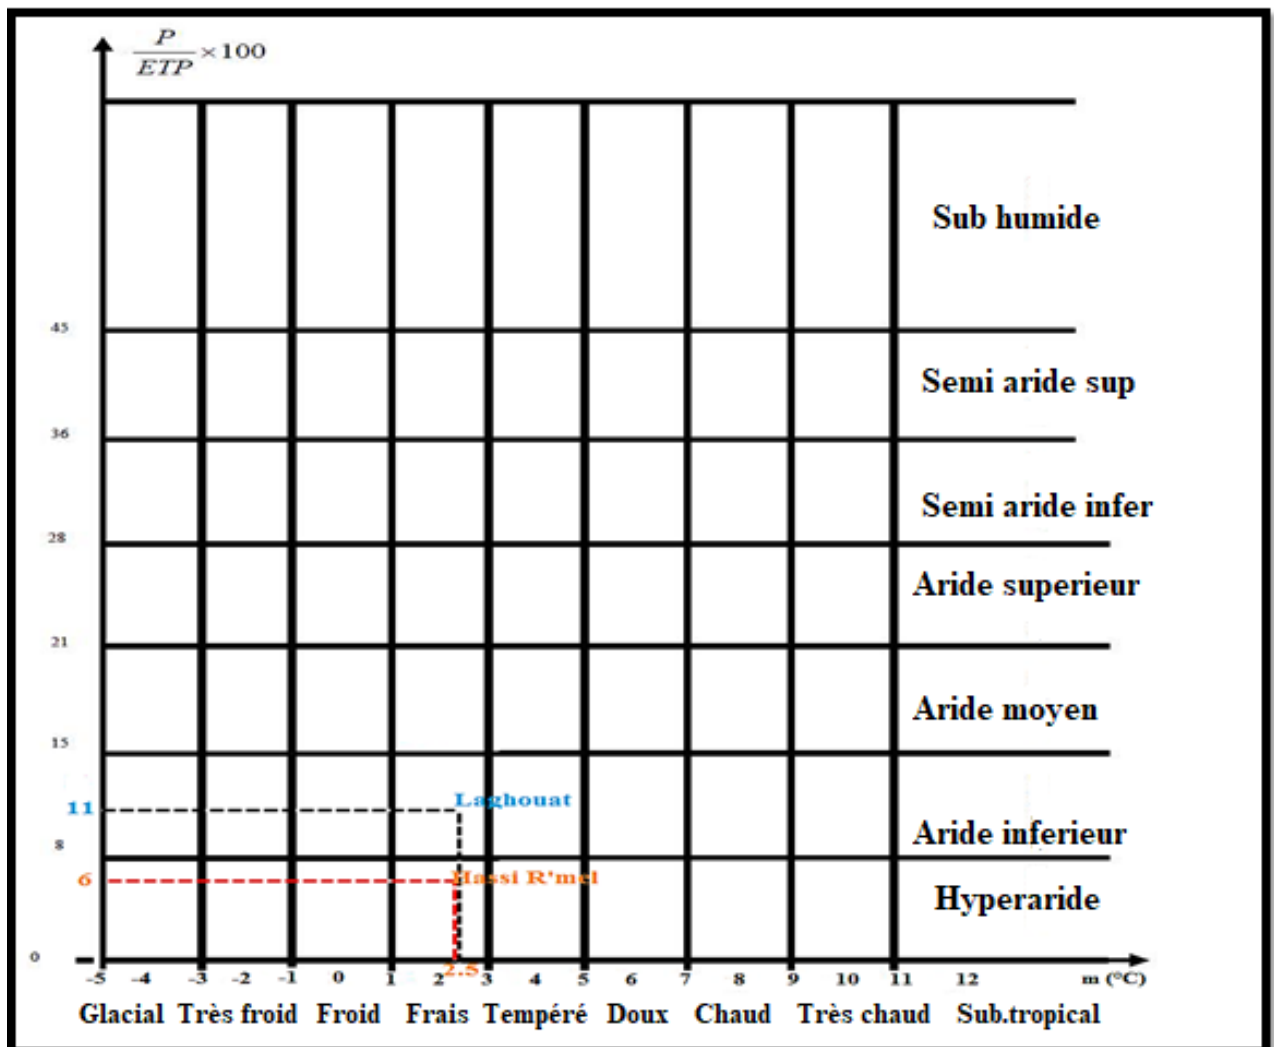 P
ETP ×100
Sub humide
45
Semi aride sup
36
Semi aride infer
28
Aride superieur
21
Aride moyen
15
Laghouat
11
Aride inferieur
8
Hassi R'mel
6
Hyperaride
0
-5 -4 -3 -2 -1 0 1 2 2.5 3 4 5 6 7 8 9 10 11 12 m (°C)
Glacial Très froid Froid Frais Tempéré Doux Chaud Très chaud Sub.tropical